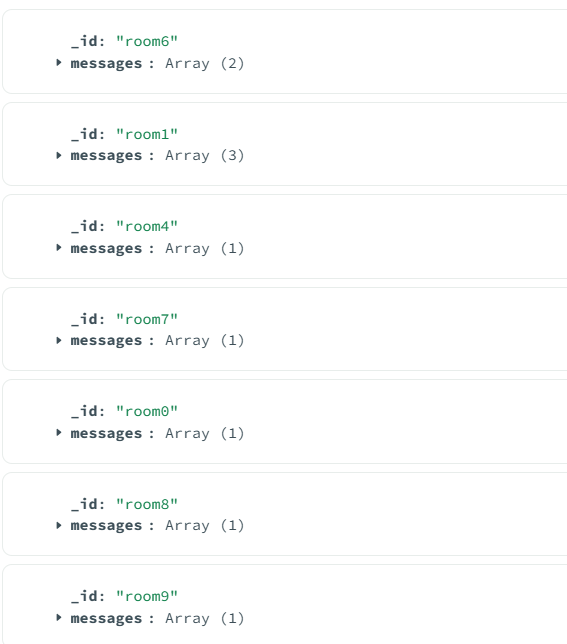 _id: "room6"
messages : Array (2)
_id: "room1"
messages : Array (3)
_id: "room4"
messages : Array (1)
_id: "room7"
messages : Array (1)
_id: "room0"
messages : Array (1)
_id: "room8"
messages : Array (1)
_id: "room9"
messages : Array (1)